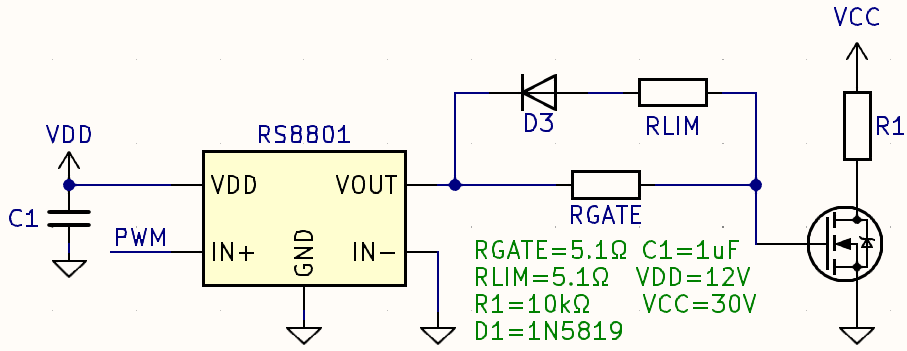 VCC
D3
RLIM
R1
VDD
RS8801
VDD
VOUT
C1
RGATE
PWM
IN+
GND
IN-
RGATE=5.1Ω C1=1uF
RLIM=5.1Ω VDD=12V
R1=10kΩ VCC=30V
D1=1N5819